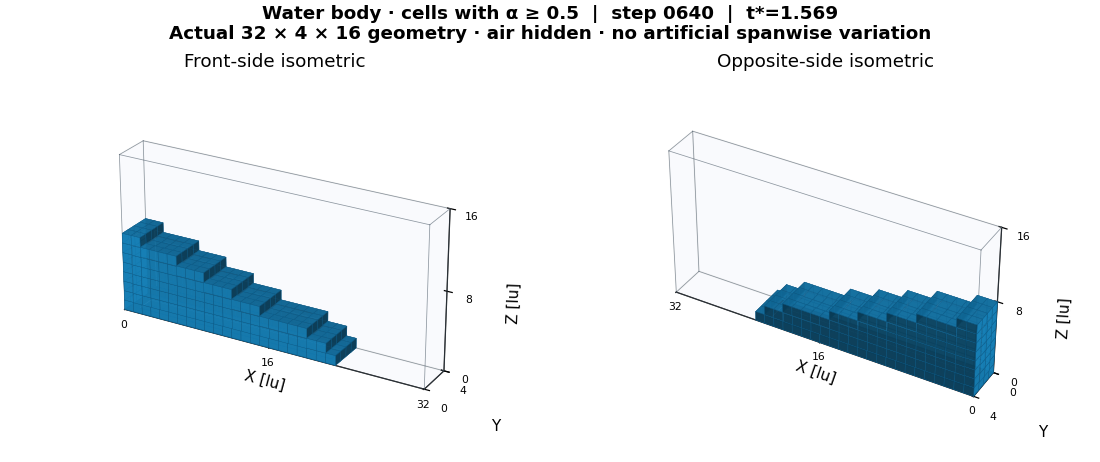 Water body · cells with α ≥ 0.5  |  step 0640  |  t*=1.569
Actual 32 × 4 × 16 geometry · air hidden · no artificial spanwise variation
Front-side isometric
Opposite-side isometric
16
8
0
4
0
32
16
0
X [lu]
Y
Z [lu]
16
8
0
0
4
0
16
32
X [lu]
Y
Z [lu]